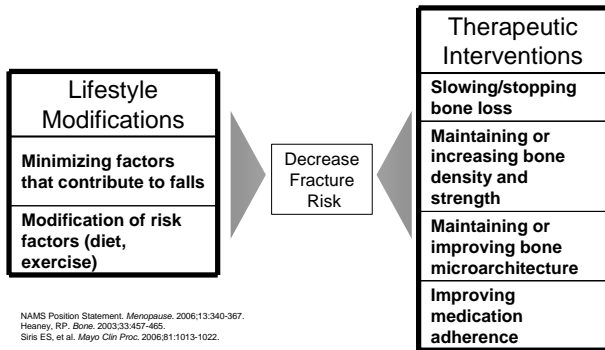 Lifestyle
Modifications
Minimizing factors
that contribute to falls
Modification of risk
factors (diet,
exercise)
Decrease
Fracture
Risk
Therapeutic
Interventions
Slowing/stopping
bone loss
Maintaining or
increasing bone
density and
strength
Maintaining or
improving bone
microarchitecture
Improving
medication
adherence
NAMS Position Statement. Menopause. 2006;13:340-367.
Heaney, RP. Bone. 2003;33:457-465.
Siris ES, et al. Mayo Clin Proc. 2006;81:1013-1022.